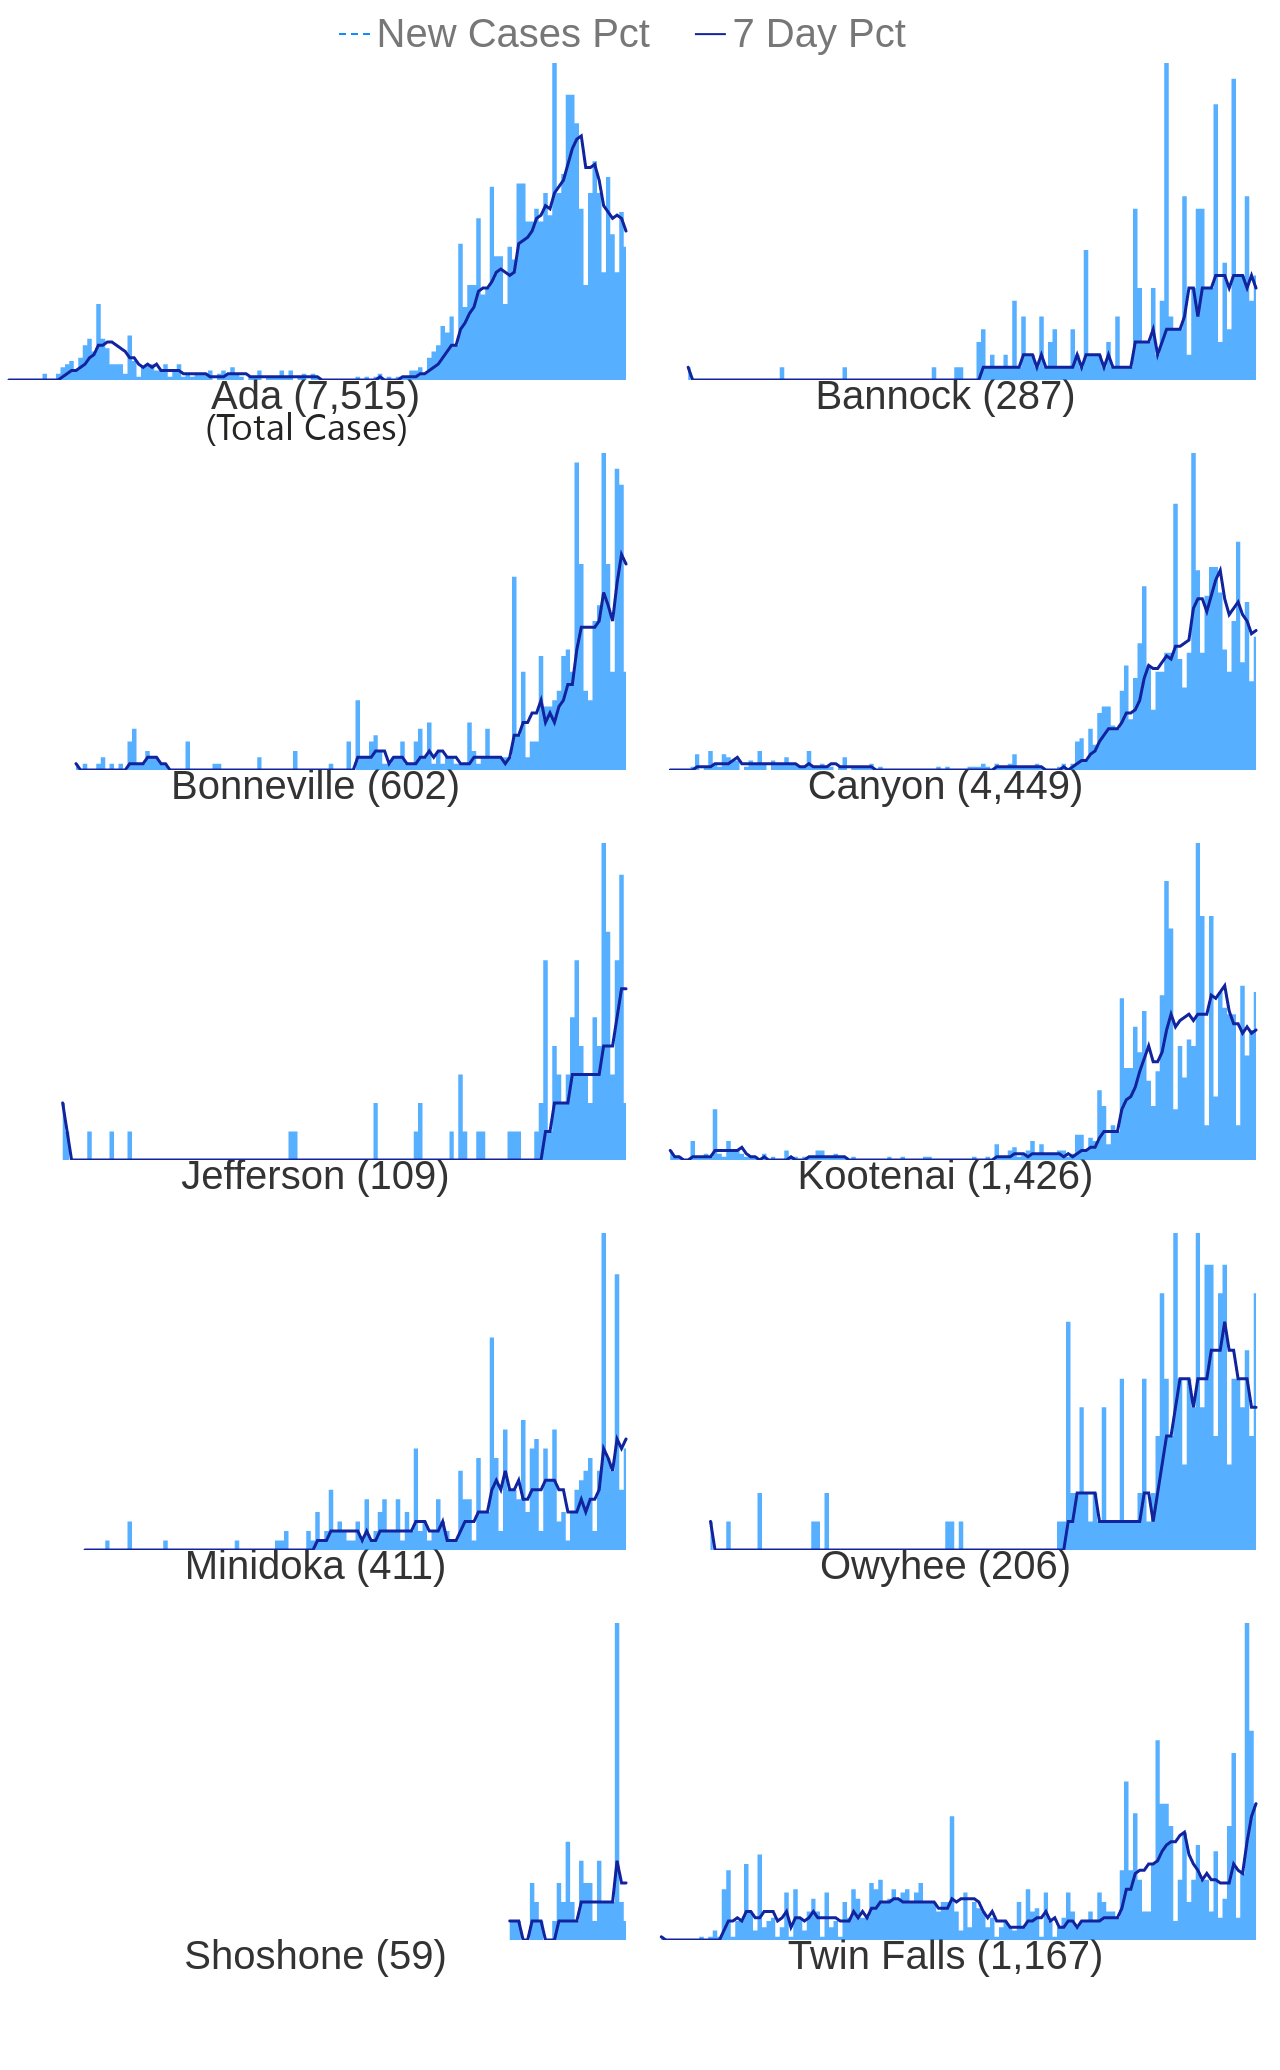 New Cases Pct 7 Day Pct
Ada (7,515) Bannock (287)
(Total Cases)
Bonneville (602) Canyon (4,449)
Jefferson (109) Kootenai (1,426)
Minidoka (411) Owyhee (206)
Shoshone (59) Twin Falls (1,167)